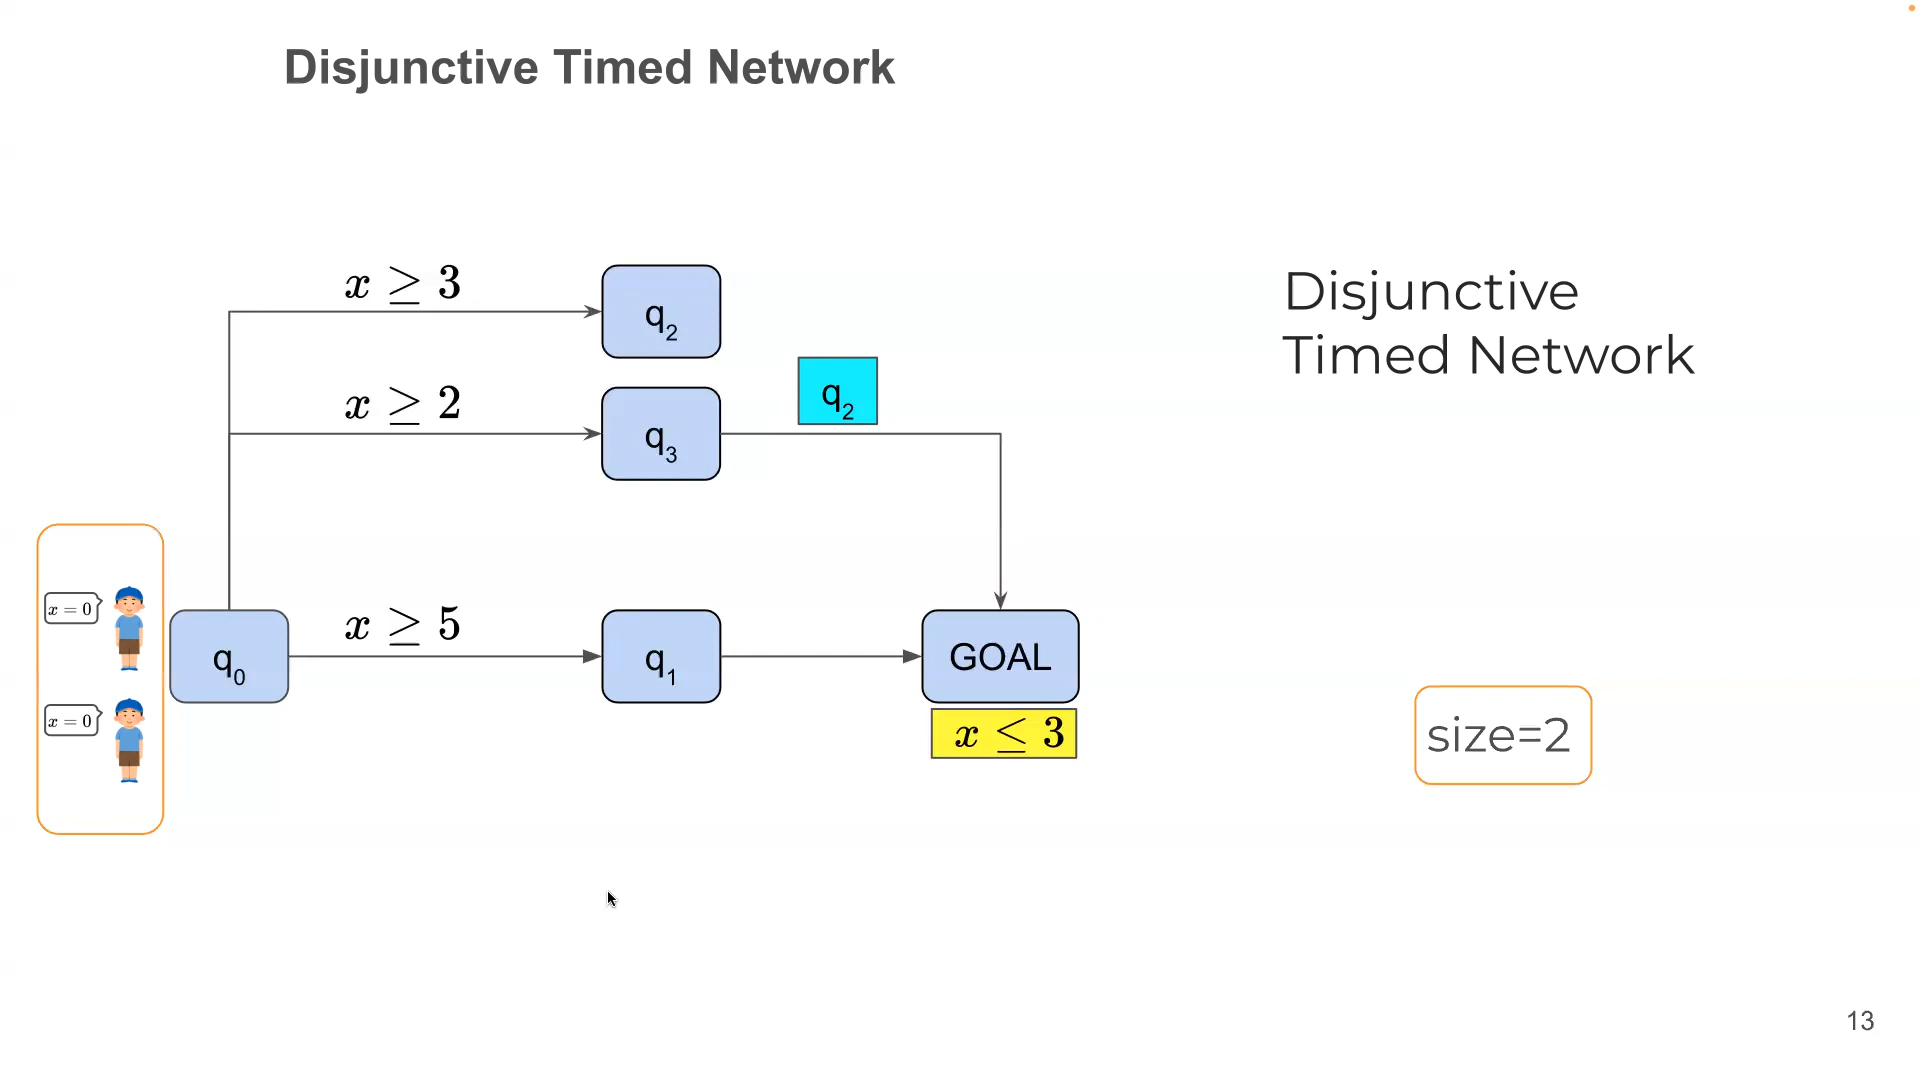 Disjunctive Timed Network
x ≥ 3
q₂
Disjunctive
Timed Network
x ≥ 2
q₃
q₂
x = 0
x = 0
q₀
x ≥ 5
q₁
GOAL
x ≤ 3
size=2
13